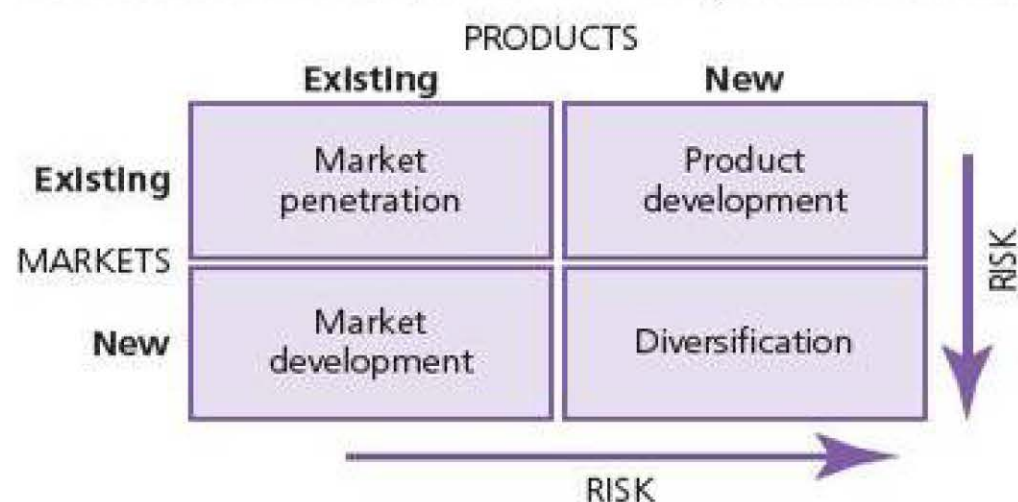 PRODUCTS
Existing New
Existing
Market
penetration
Product
development
MARKETS
RISK
New
Market
development
Diversification
RISK